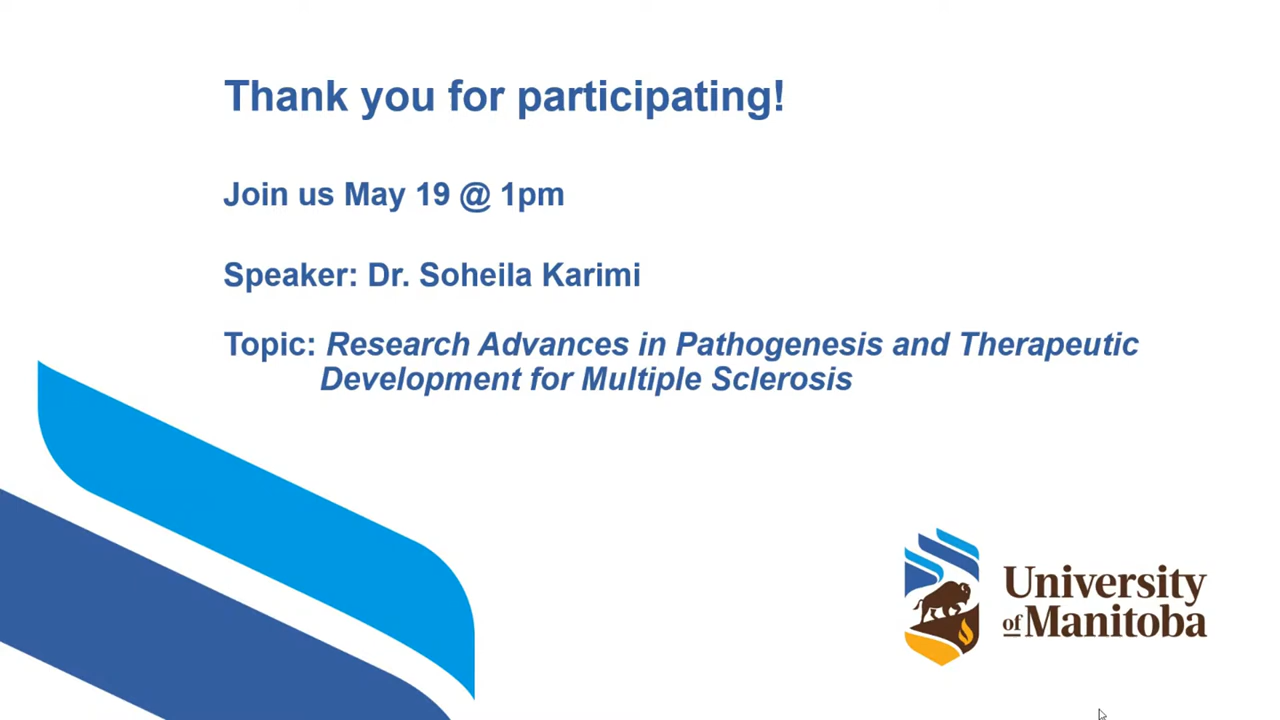 Thank you for participating!
Join us May 19 @ 1pm
Speaker: Dr. Soheila Karimi
Topic: Research Advances in Pathogenesis and Therapeutic
Development for Multiple Sclerosis
University
of Manitoba